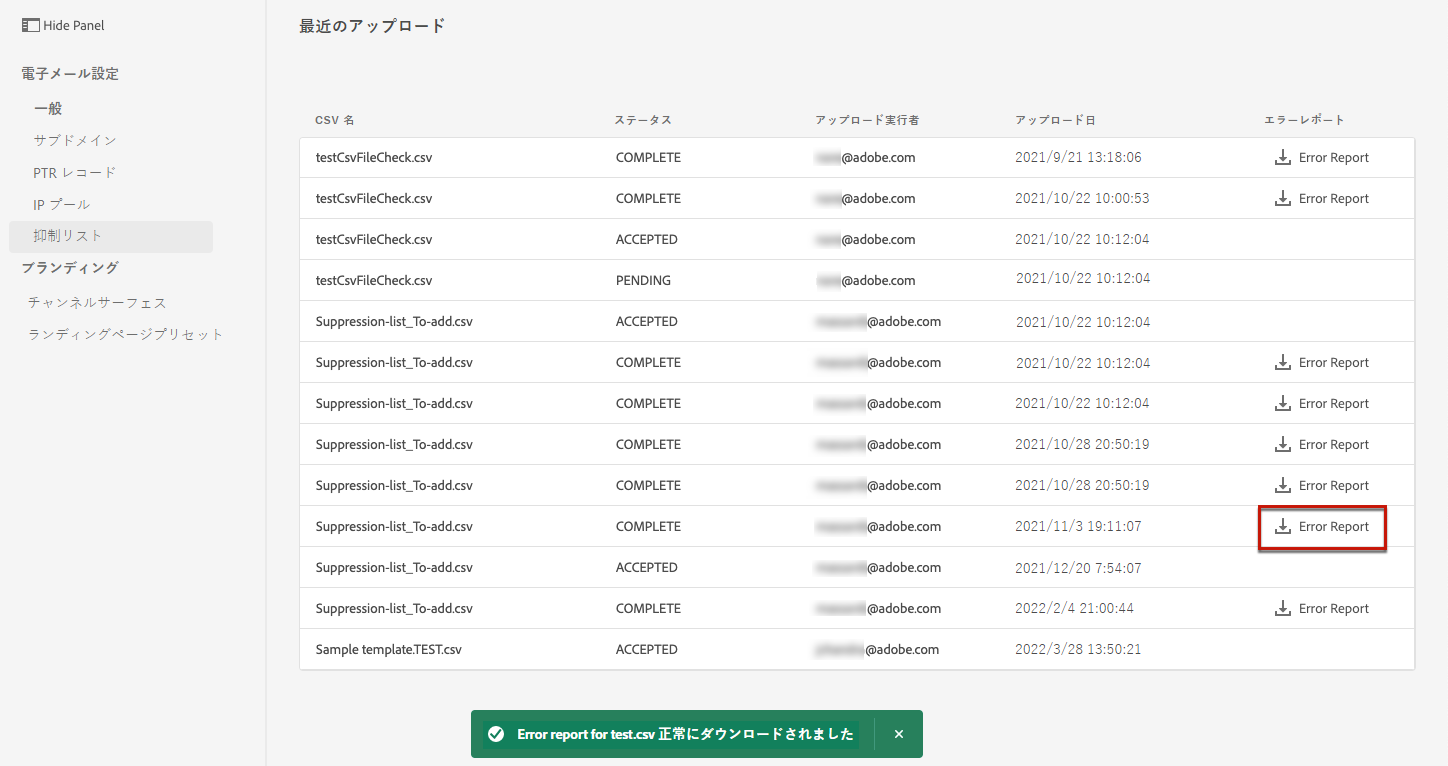 Hide Panel
電子メール設定
一般
サブドメイン
PTR レコード
IP プール
抑制リスト
ブランディング
チャンネルサーフェス
ランディングページプリセット
最近のアップロード
CSV 名 ステータス アップロード実行者 アップロード日 エラーレポート
testCsvFileCheck.csv COMPLETE @adobe.com 2021/9/21 13:18:06 Error Report
testCsvFileCheck.csv COMPLETE @adobe.com 2021/10/22 10:00:53 Error Report
testCsvFileCheck.csv ACCEPTED @adobe.com 2021/10/22 10:12:04
testCsvFileCheck.csv PENDING @adobe.com 2021/10/22 10:12:04
Suppression-list_To-add.csv ACCEPTED @adobe.com 2021/10/22 10:12:04
Suppression-list_To-add.csv COMPLETE @adobe.com 2021/10/22 10:12:04 Error Report
Suppression-list_To-add.csv COMPLETE @adobe.com 2021/10/22 10:12:04 Error Report
Suppression-list_To-add.csv COMPLETE @adobe.com 2021/10/28 20:50:19 Error Report
Suppression-list_To-add.csv COMPLETE @adobe.com 2021/10/28 20:50:19 Error Report
Suppression-list_To-add.csv COMPLETE @adobe.com 2021/11/3 19:11:07 Error Report
Suppression-list_To-add.csv ACCEPTED @adobe.com 2021/12/20 7:54:07
Suppression-list_To-add.csv COMPLETE @adobe.com 2022/2/4 21:00:44 Error Report
Sample template.TEST.csv ACCEPTED @adobe.com 2022/3/28 13:50:21
Error report for test.csv 正常にダウンロードされました